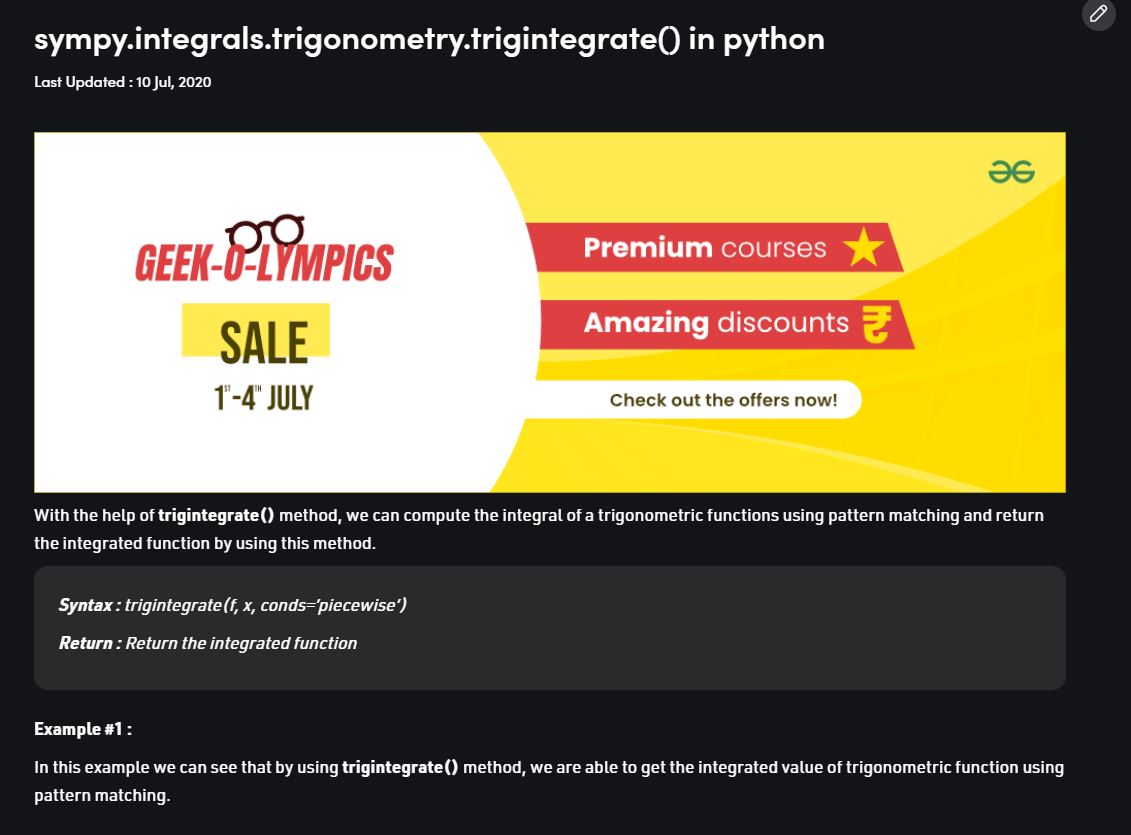 sympy.integrals.trigonometry.trigintegrate() in python
Last Updated : 10 Jul, 2020
GEEK-O-LYMPICS
SALE
1ST-4TH JULY
Premium courses
Amazing discounts
Check out the offers now!
With the help of trigintegrate() method, we can compute the integral of a trigonometric functions using pattern matching and return
the integrated function by using this method.
Syntax : trigintegrate(f, x, conds='piecewise')
Return : Return the integrated function
Example #1 :
In this example we can see that by using trigintegrate() method, we are able to get the integrated value of trigonometric function using
pattern matching.